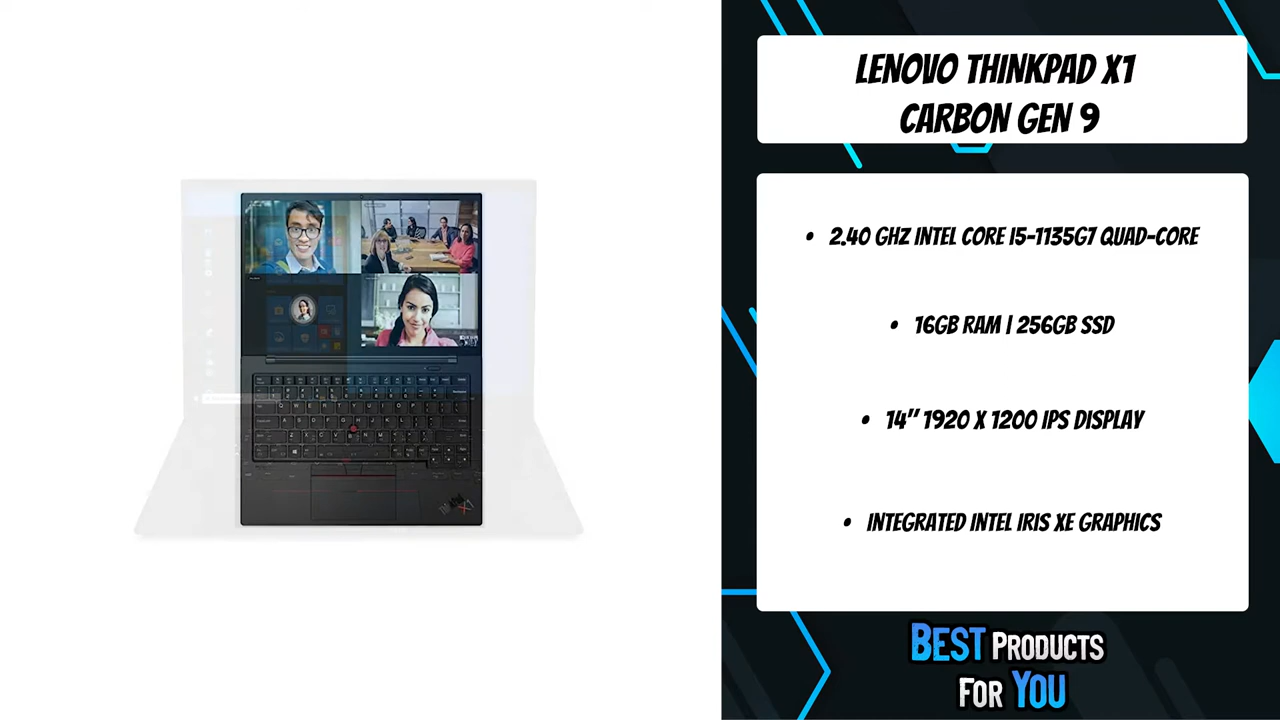 LENOVO THINKPAD X1
CARBON GEN 9
• 2.40 GHZ INTEL CORE I5-1135G7 QUAD-CORE
• 16GB RAM | 256GB SSD
• 14" 1920 X 1200 IPS DISPLAY
• INTEGRATED INTEL IRIS XE GRAPHICS
BEST PRODUCTS
FOR YOU